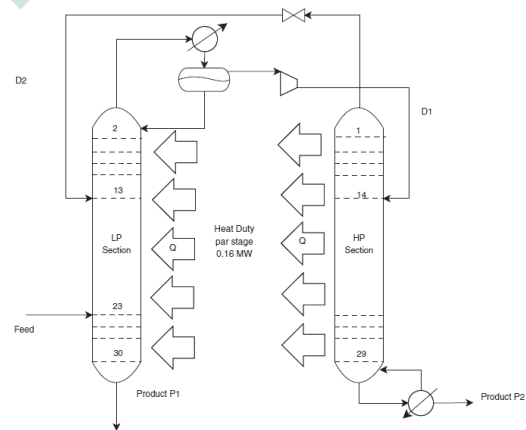 D2
D1
2
1
13
14
Q
LP
Section
Heat Duty
par stage
0.16 MW
Q
HP
Section
23
Feed
30
29
Product P1
Product P2